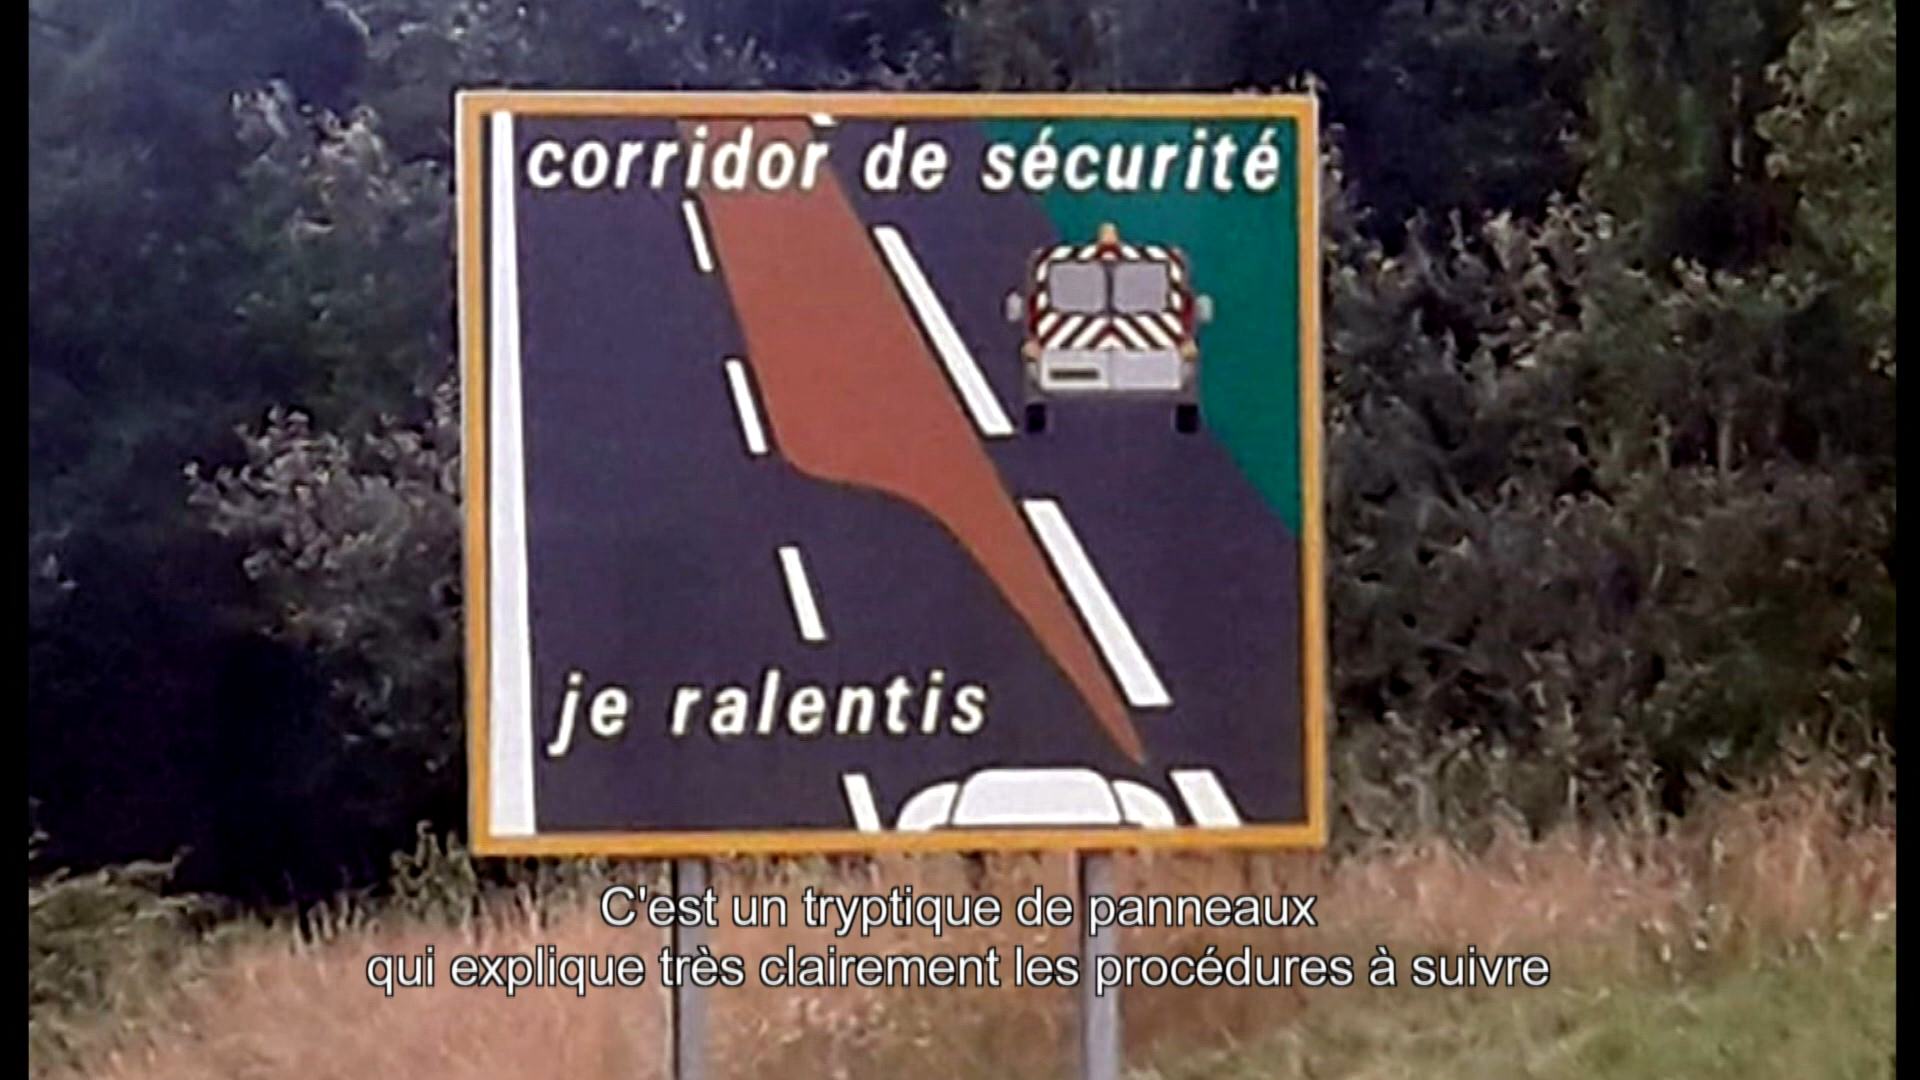 corridor de sécurité
je ralentis
C'est un tryptique de panneaux
qui explique très clairement les procédures à suivre